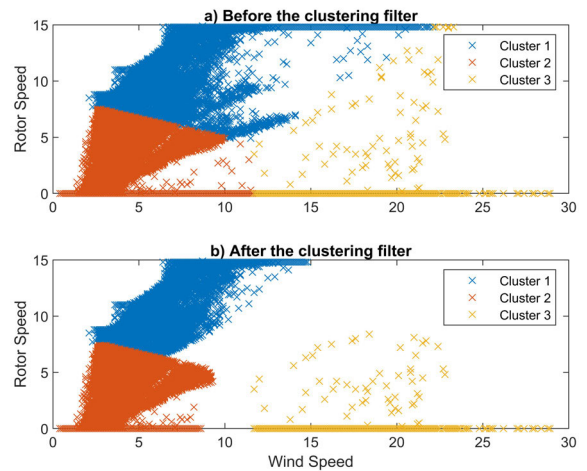 a) Before the clustering filter
15
10
5
0
Rotor Speed
Cluster 1
Cluster 2
Cluster 3
0 5 10 15 20 25 30
b) After the clustering filter
15
10
5
0
Rotor Speed
Cluster 1
Cluster 2
Cluster 3
0 5 10 15 20 25 30
Wind Speed